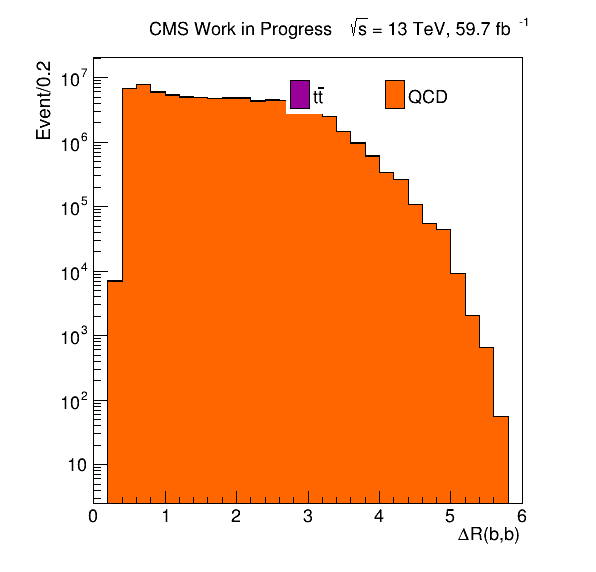 CMS Work in Progress √s = 13 TeV, 59.7 fb⁻¹
Event/0.2
tt̄ QCD
10⁷
10⁶
10⁵
10⁴
10³
10²
10
0 1 2 3 4 5 6
ΔR(b,b)